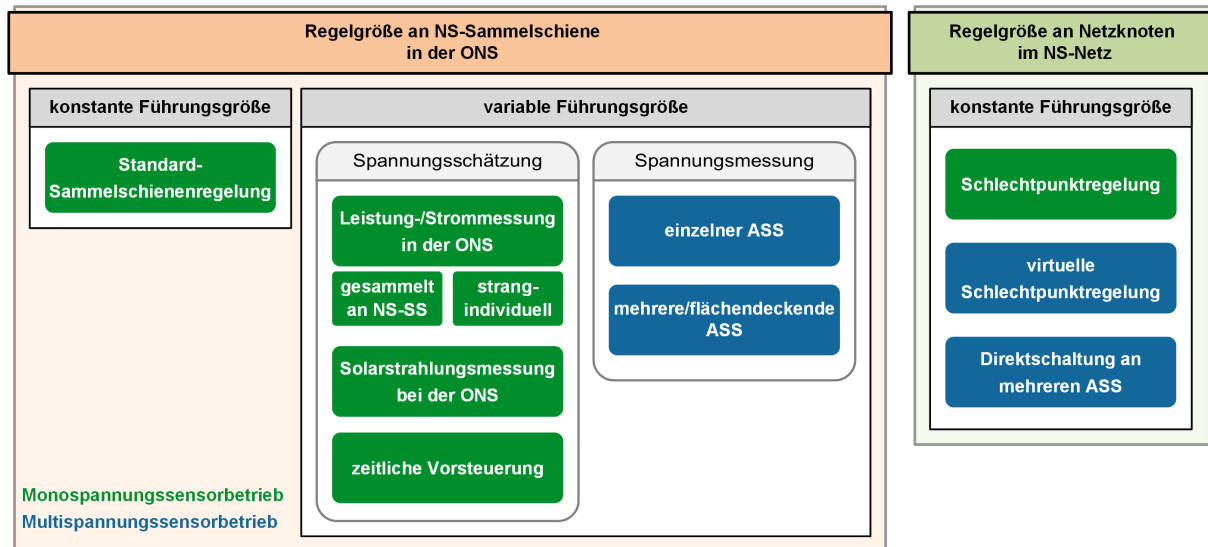 Regelgröße an NS-Sammelschiene
in der ONS
konstante Führungsgröße
Standard-
Sammelschienenregelung
variable Führungsgröße
Spannungsschätzung
Leistung-/Strommessung
in der ONS
gesammelt
an NS-SS
strang-
individuell
Solarstrahlungsmessung
bei der ONS
zeitliche Vorsteuerung
Spannungsmessung
einzelner ASS
mehrere/flächendeckende
ASS
Monospannungssensorbetrieb
Multispannungssensorbetrieb
Regelgröße an Netzknoten
im NS-Netz
konstante Führungsgröße
Schlechtpunktregelung
virtuelle
Schlechtpunktregelung
Direktschaltung an
mehreren ASS